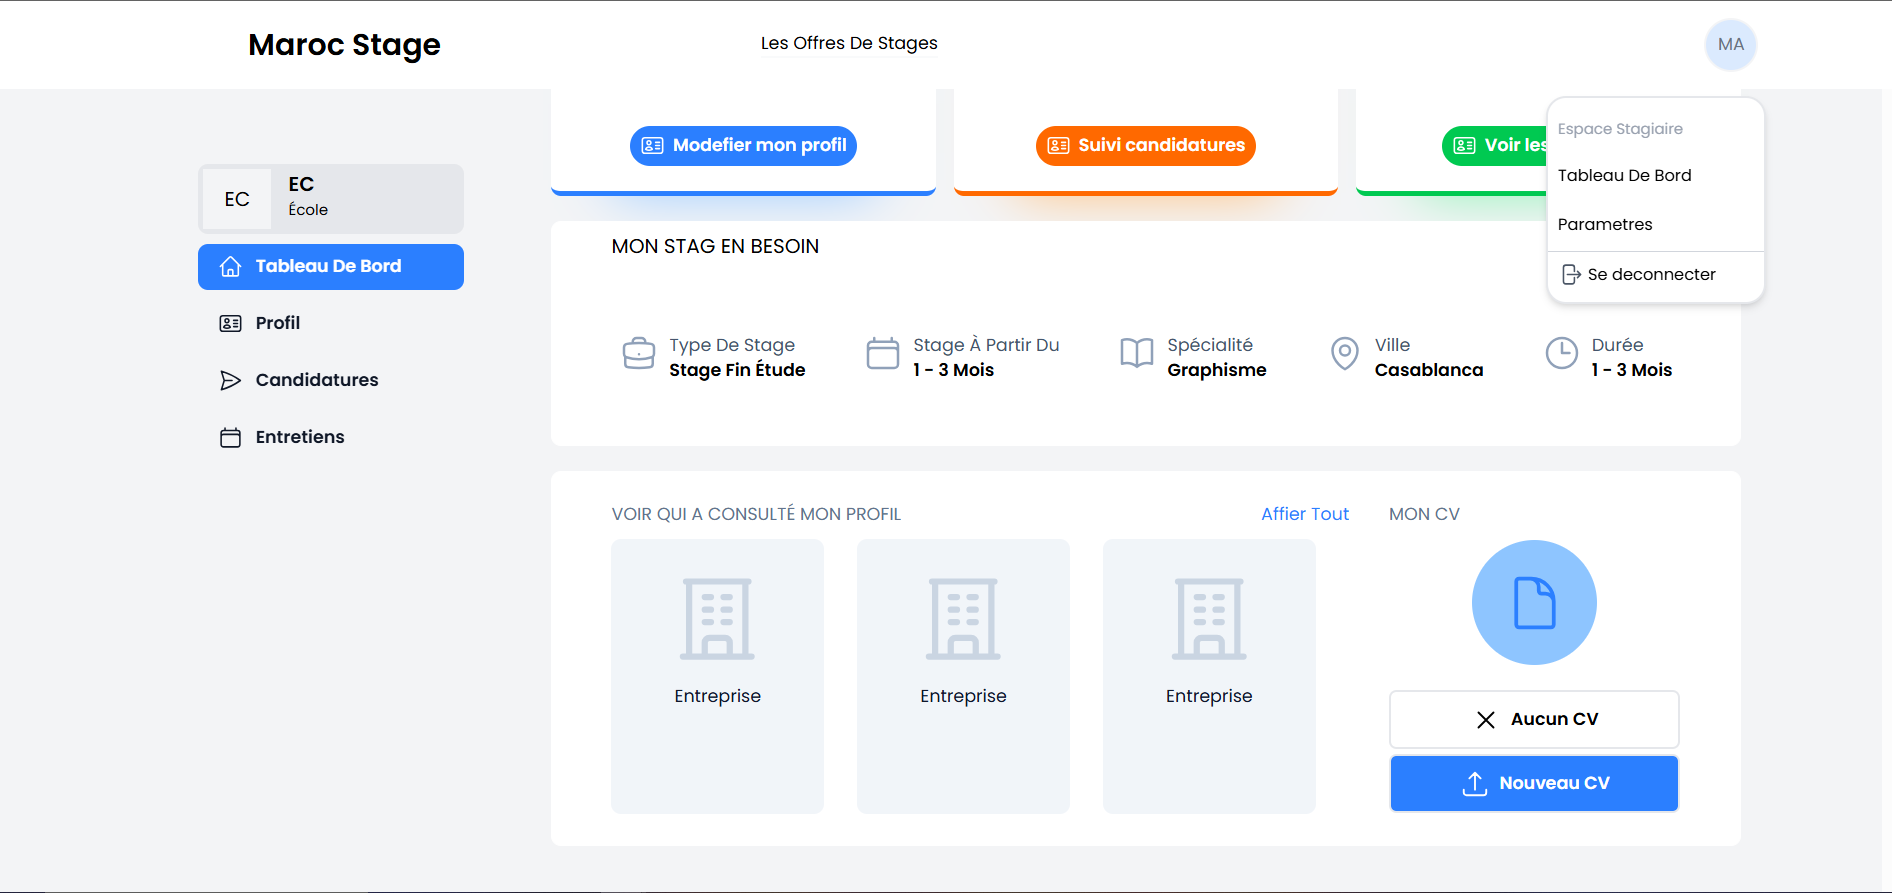 Maroc Stage
Les Offres De Stages
MA
Espace Stagiaire
Tableau De Bord
Parametres
Se deconnecter
EC
EC
École
Tableau De Bord
Profil
Candidatures
Entretiens
Modefier mon profil
Suivi candidatures
Voir les
MON STAG EN BESOIN
Type De Stage
Stage Fin Étude
Stage À Partir Du
1 - 3 Mois
Spécialité
Graphisme
Ville
Casablanca
Durée
1 - 3 Mois
VOIR QUI A CONSULTÉ MON PROFIL
Affier Tout
Entreprise
Entreprise
Entreprise
MON CV
Aucun CV
Nouveau CV